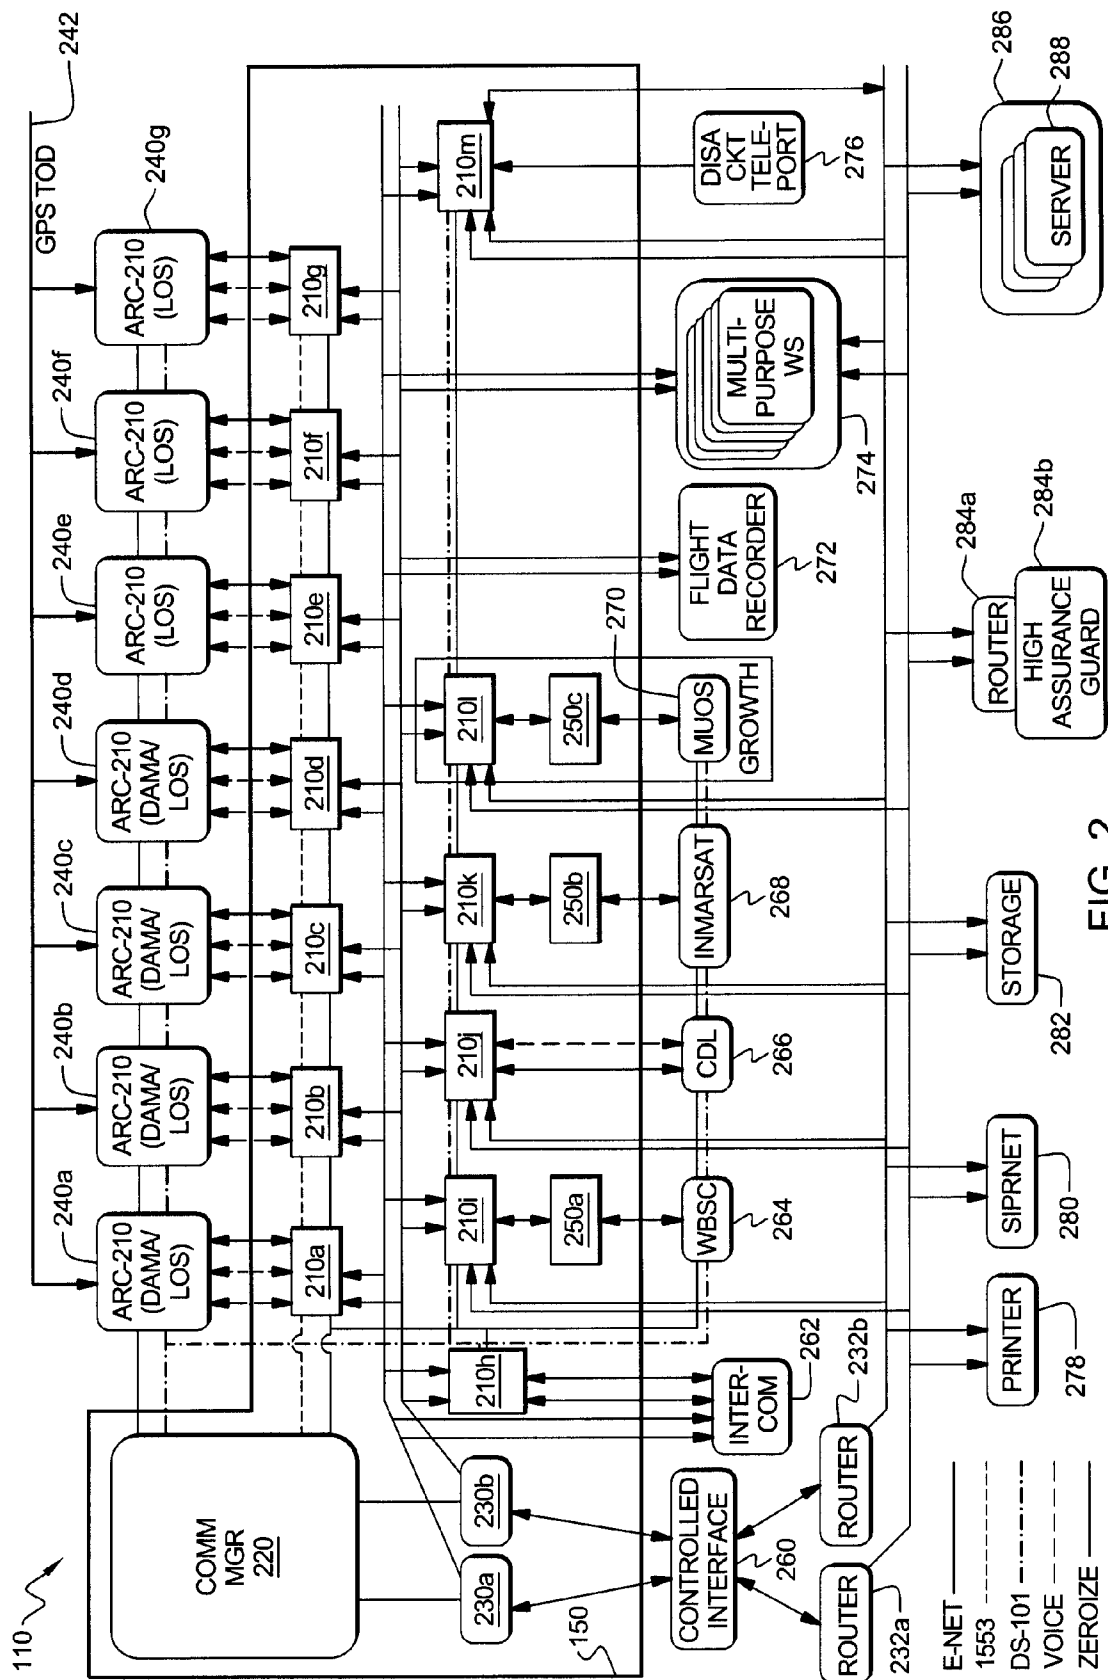 110
COMM
MGR
220
150
GPS TOD
242
240a
240b
240c
240d
240e
240f
240g
ARC-210
(DAMA/
LOS)
ARC-210
(DAMA/
LOS)
ARC-210
(DAMA/
LOS)
ARC-210
(DAMA/
LOS)
ARC-210
(LOS)
ARC-210
(LOS)
ARC-210
(LOS)
210a
210b
210c
210d
210e
210f
210g
230a
230b
210h
210i
210j
210k
210l
210m
250a
250b
250c
WBSC
264
CDL
266
INMARSAT
268
MUOS
GROWTH
270
CONTROLLED
INTERFACE
260
INTER-
COM
262
FLIGHT
DATA
RECORDER
272
MULTI-
PURPOSE
WS
274
DISA
CKT
TELE-
PORT
276
ROUTER
232a
ROUTER
232b
PRINTER
278
SIPRNET
280
STORAGE
282
ROUTER
284a
HIGH
ASSURANCE
GUARD
284b
SERVER
286
288
E-NET
1553
DS-101
VOICE
ZEROIZE
FIG. 2